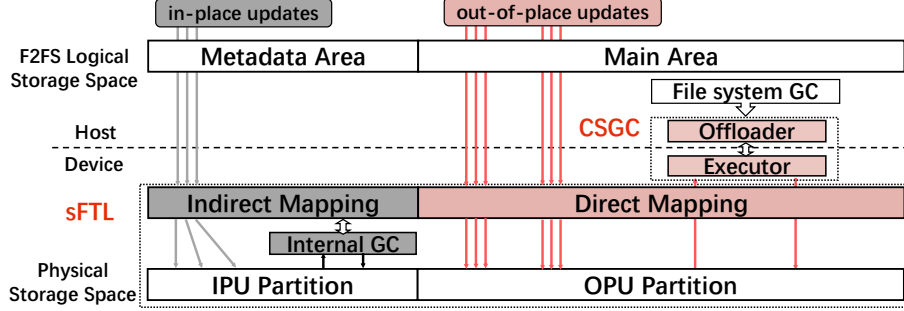 in-place updates
out-of-place updates
F2FS Logical
Storage Space
Metadata Area
Main Area
File system GC
CSGC
Offloader
Host
Device
Executor
sFTL
Indirect Mapping
Direct Mapping
Internal GC
Physical
Storage Space
IPU Partition
OPU Partition